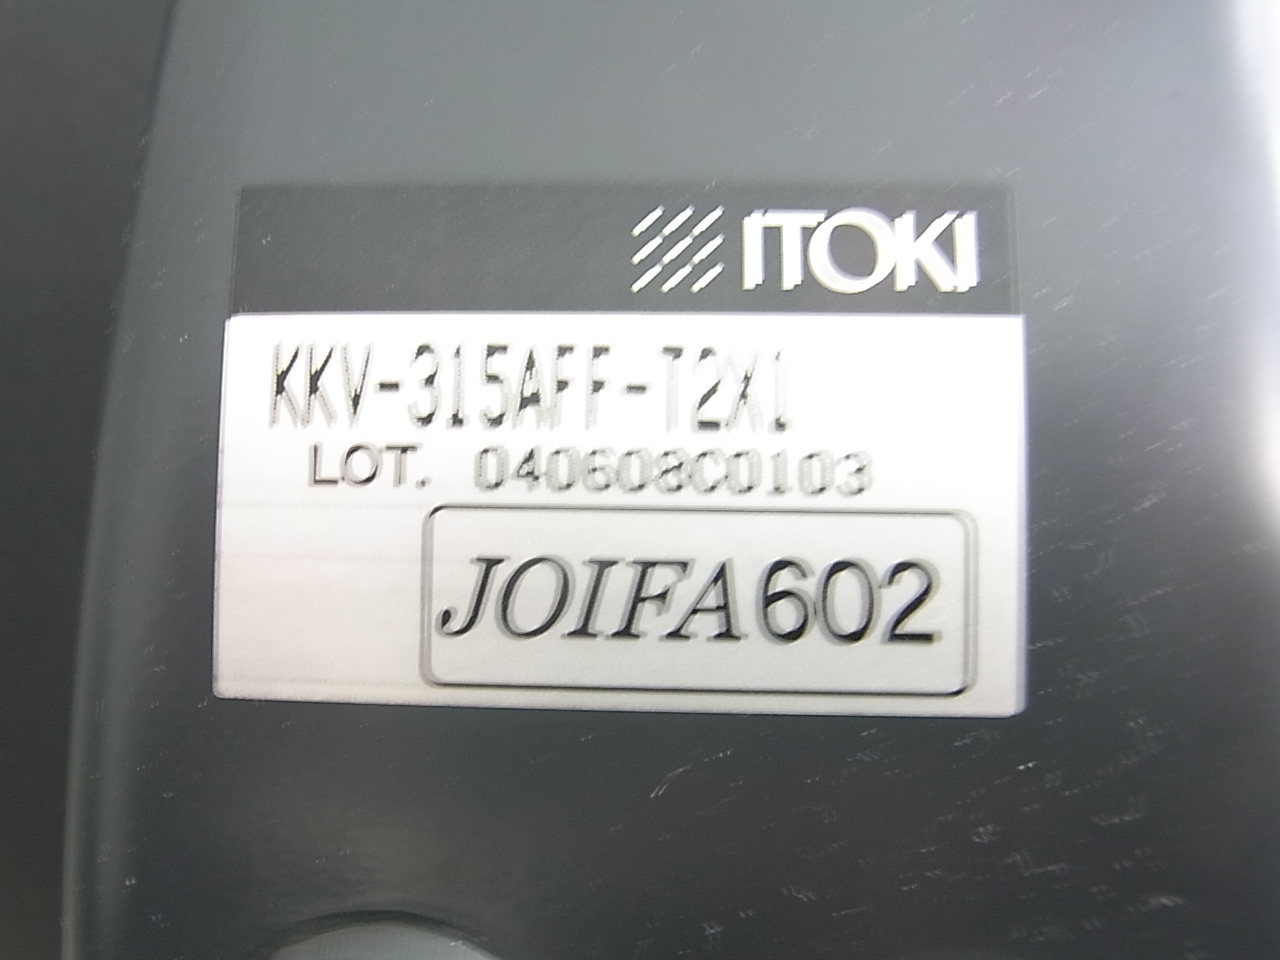 ITOKI
KKV-315AFF-T2X1
LOT. 040608C0103
JOIFA602